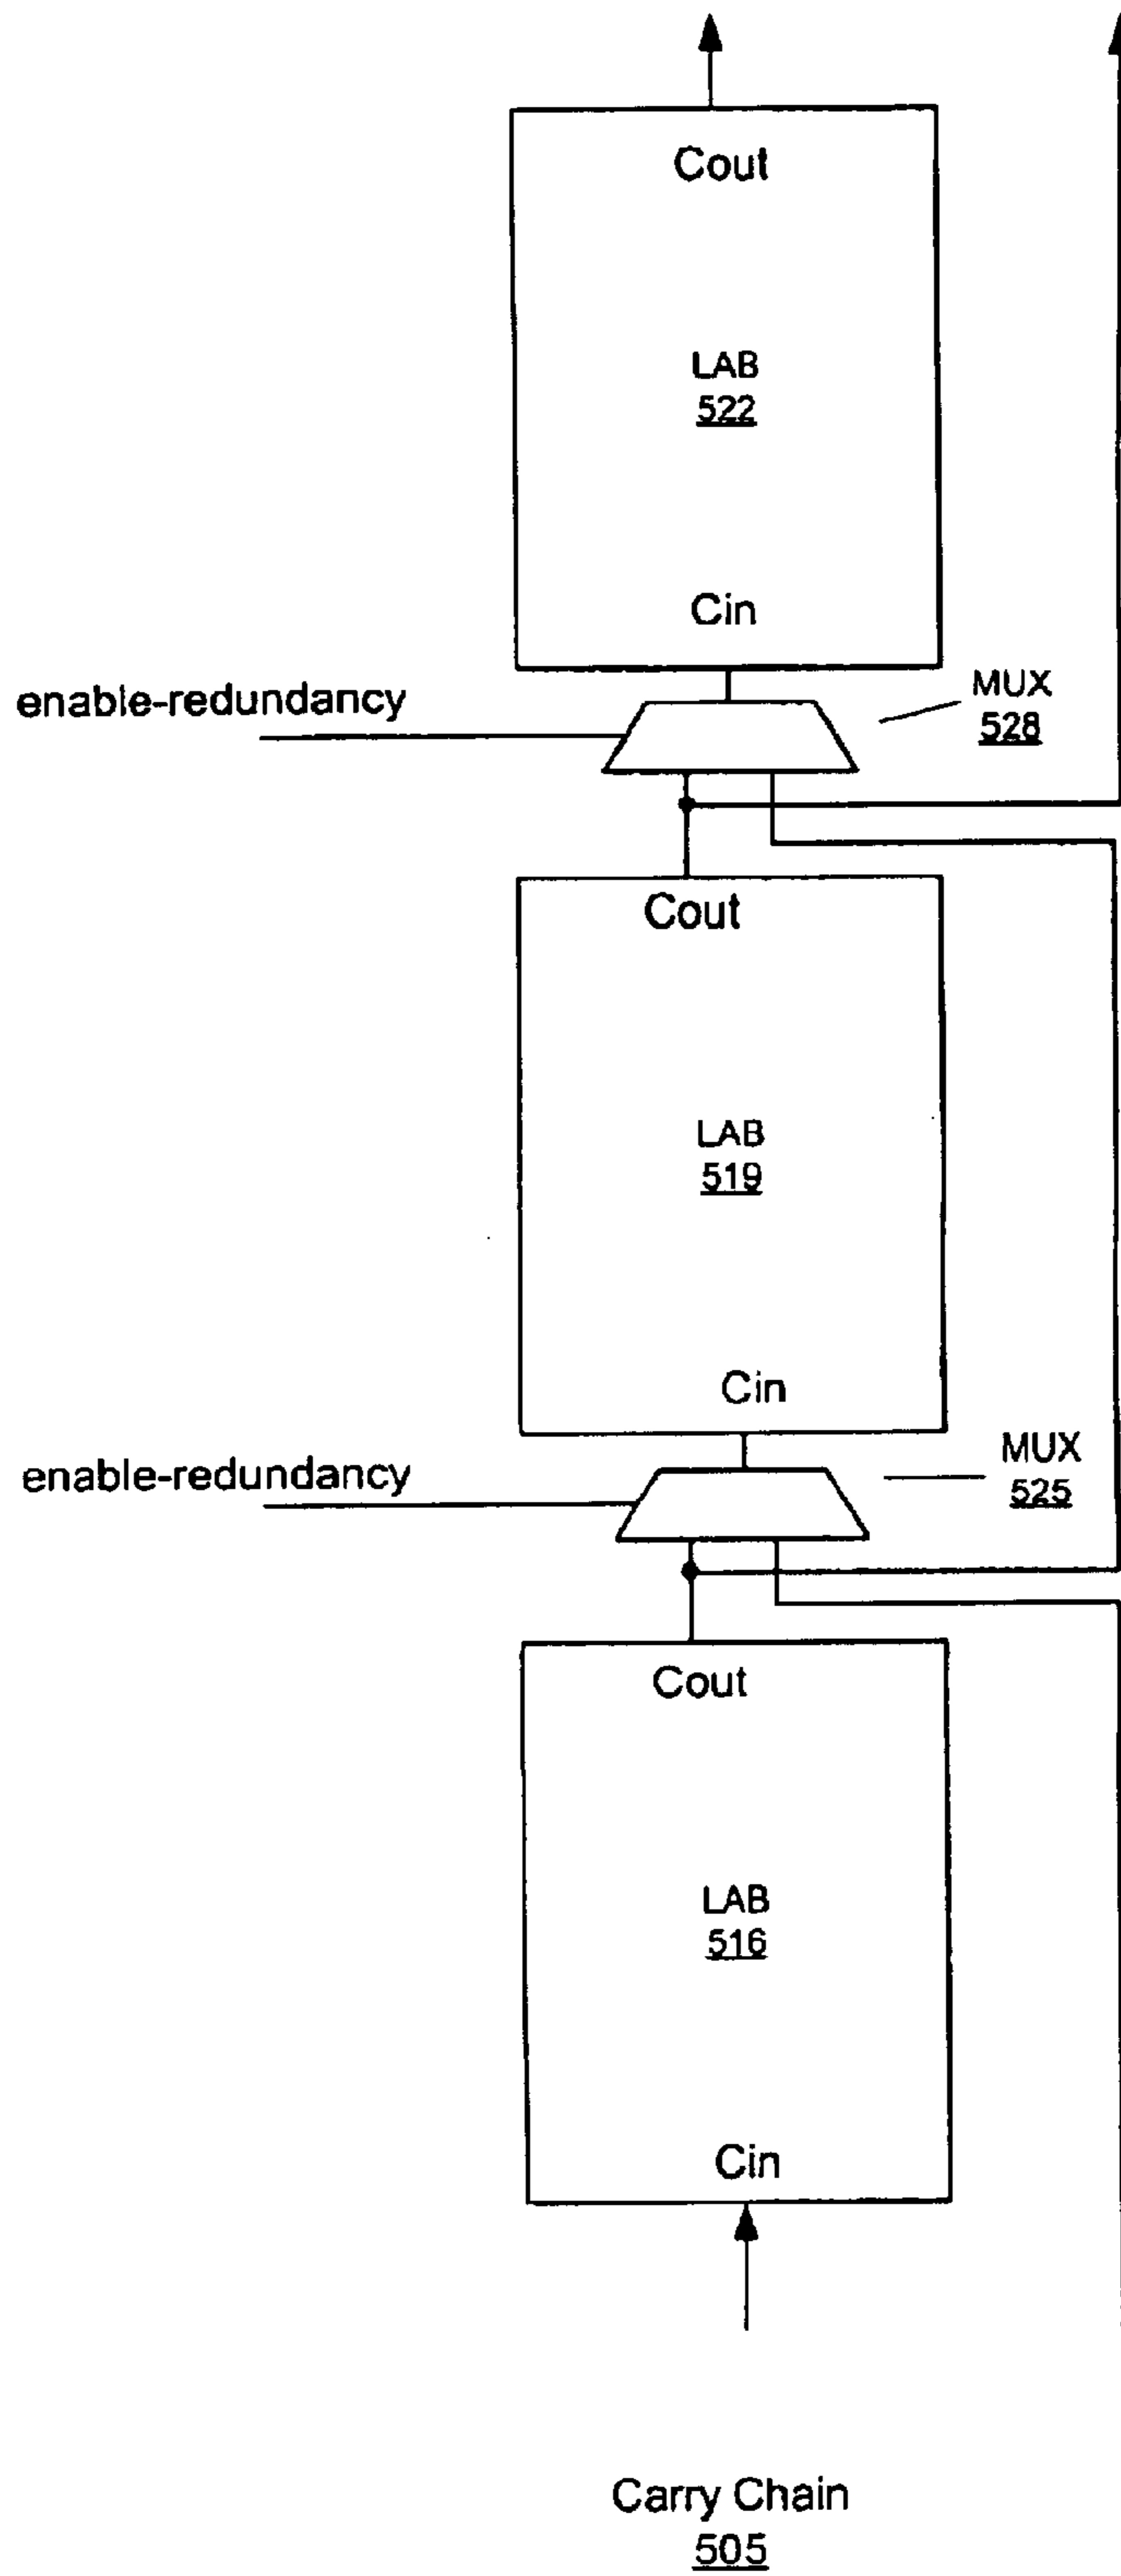 Cout
LAB
522
Cin
enable-redundancy
MUX
528
Cout
LAB
519
Cin
enable-redundancy
MUX
525
Cout
LAB
516
Cin
Carry Chain
505